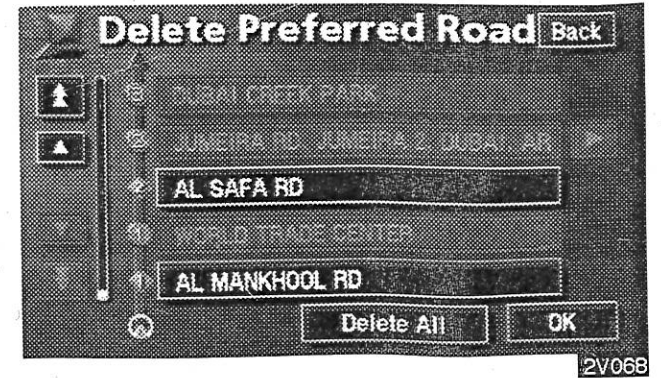 Delete Preferred Road Back
DUBAI CREEK PARK
JUMEIRA RD JUMEIRA 2 DUBAI AR
AL SAFA RD
WORLD TRADE CENTER
AL MANKHOOL RD
Delete All OK
2V068